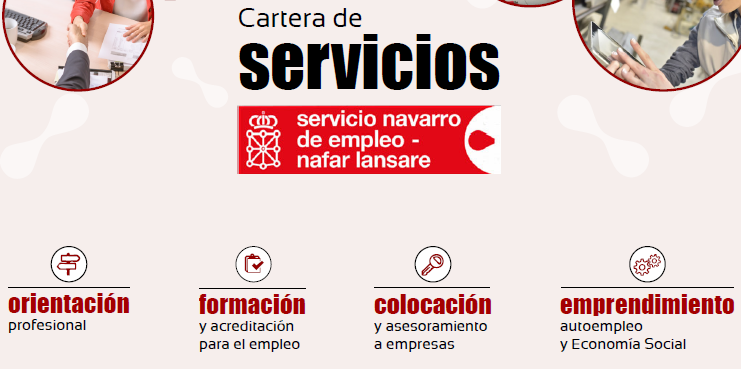 Cartera de
servicios
servicio navarro
de empleo -
nafar lansare
orientación
profesional
formación
y acreditación
para el empleo
colocación
y asesoramiento
a empresas
emprendimiento
autoempleo
y Economía Social